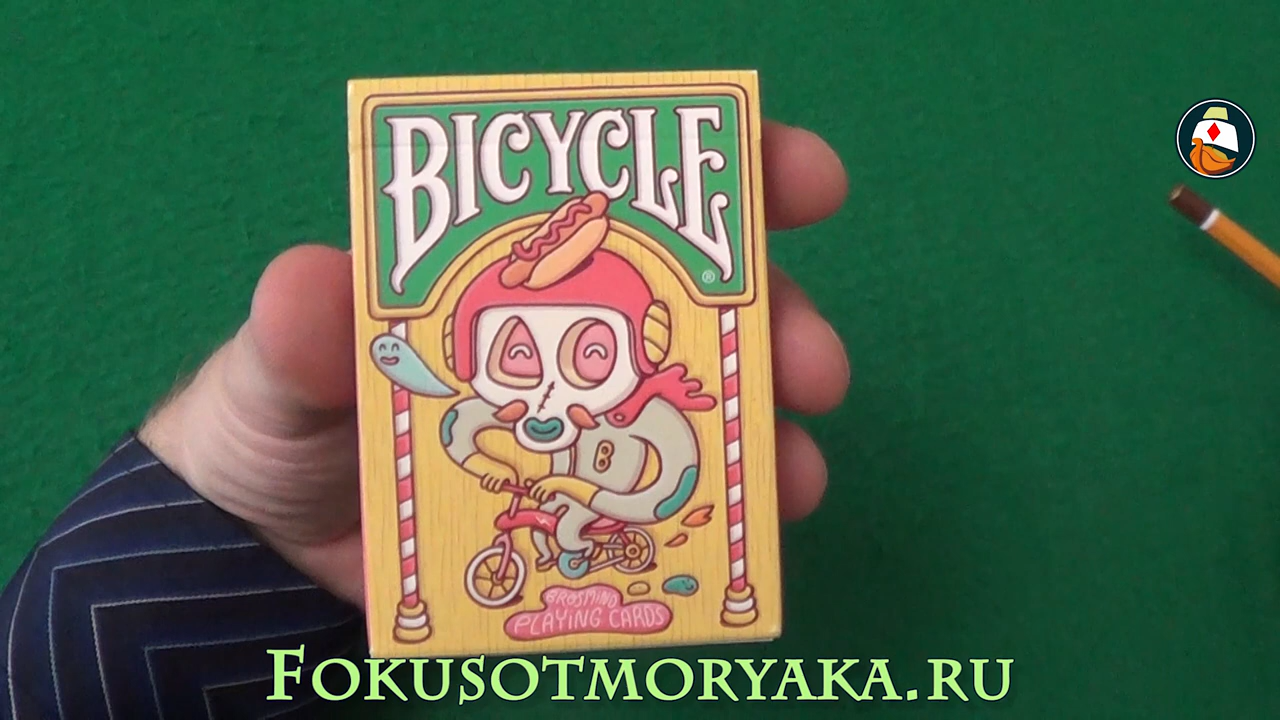 BICYCLE
®
B
BROSMIND
PLAYING CARDS
FOKUSOTMORYAKA.RU